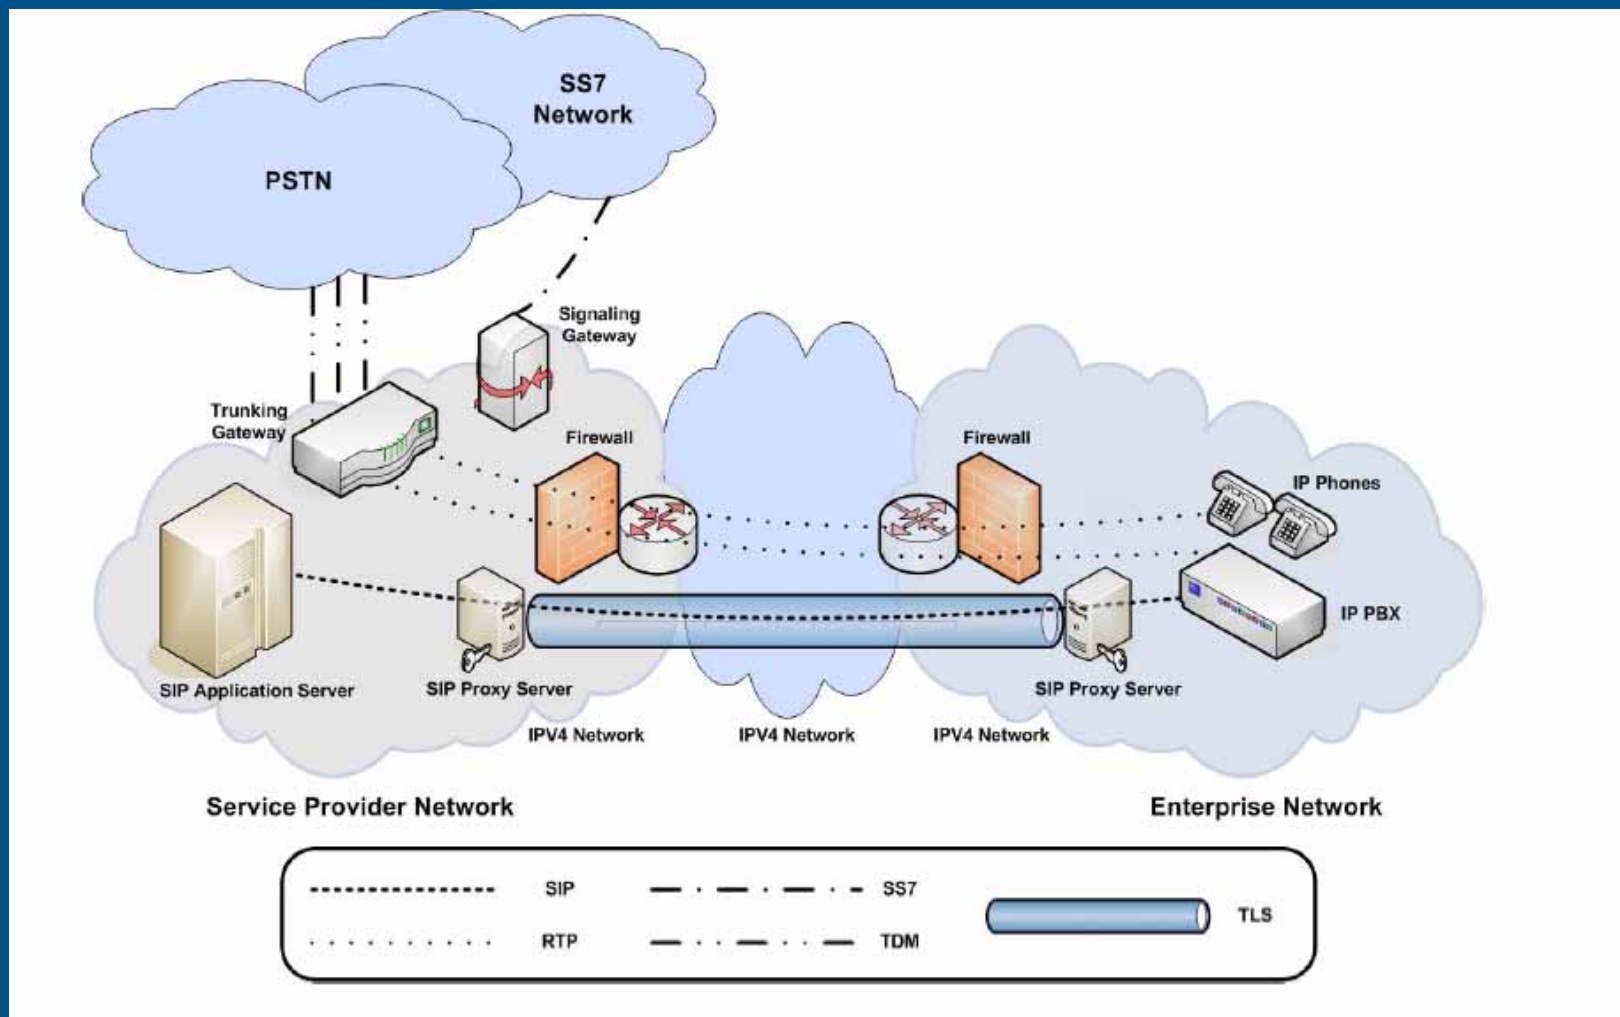 SS7
Network
PSTN
Signaling
Gateway
Trunking
Gateway
Firewall
Firewall
IP Phones
IP PBX
SIP Application Server
SIP Proxy Server
SIP Proxy Server
IPV4 Network
IPV4 Network
IPV4 Network
Service Provider Network
Enterprise Network
SIP
SS7
TLS
RTP
TDM